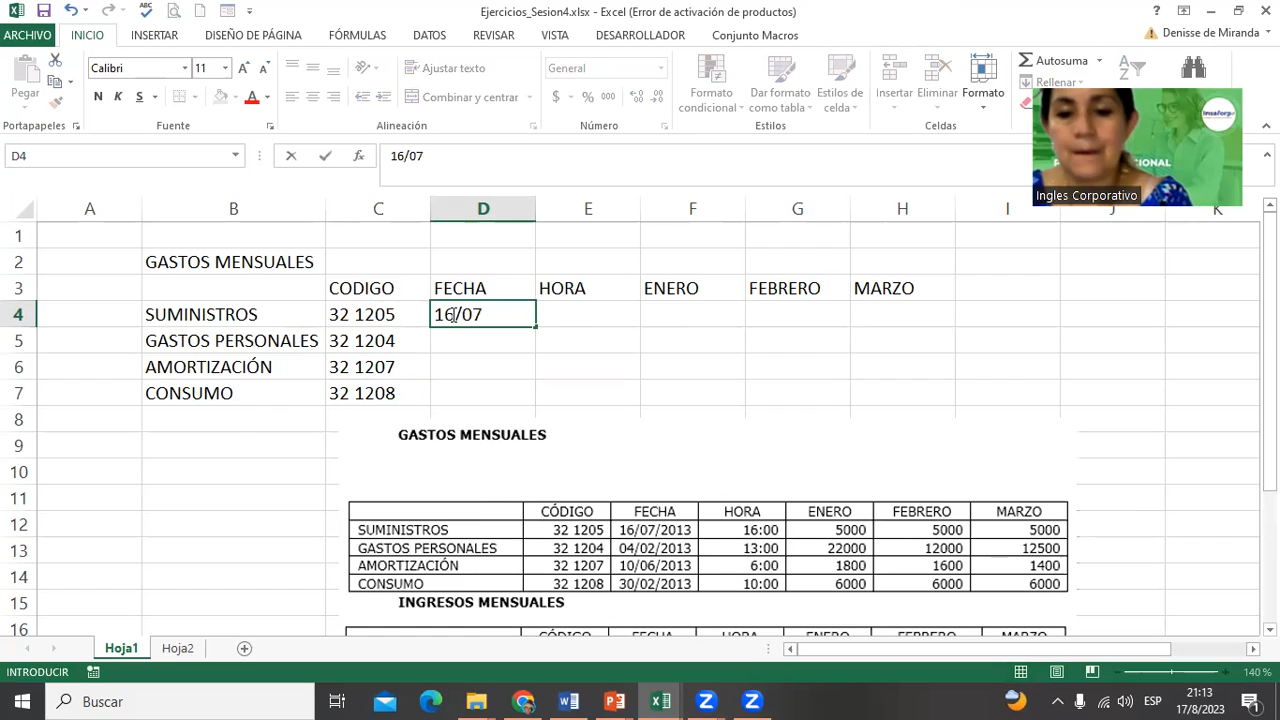 Ejercicios_Sesion4.xlsx - Excel (Error de activación de productos)
ARCHIVO INICIO INSERTAR DISEÑO DE PÁGINA FÓRMULAS DATOS REVISAR VISTA DESARROLLADOR Conjunto Macros Denisse de Miranda
Calibri 11 Ajustar texto General Autosuma
Pegar N K S Combinar y centrar $ % 000 Formato condicional Dar formato como tabla Estilos de celda Insertar Eliminar Formato Rellenar
Portapapeles Fuente Alineación Número Estilos Celdas
D4 16/07
Ingles Corporativo
A B C D E F G H I J K
1
2 GASTOS MENSUALES
3 CODIGO FECHA HORA ENERO FEBRERO MARZO
4 SUMINISTROS 32 1205 16/07
5 GASTOS PERSONALES 32 1204
6 AMORTIZACIÓN 32 1207
7 CONSUMO 32 1208
8
9 GASTOS MENSUALES
10
11 CÓDIGO FECHA HORA ENERO FEBRERO MARZO
12 SUMINISTROS 32 1205 16/07/2013 16:00 5000 5000 5000
13 GASTOS PERSONALES 32 1204 04/02/2013 13:00 22000 12000 12500
14 AMORTIZACIÓN 32 1207 10/06/2013 6:00 1800 1600 1400
CONSUMO 32 1208 30/02/2013 10:00 6000 6000 6000
15 INGRESOS MENSUALES
16 CÓDIGO FECHA HORA ENERO FEBRERO MARZO
Hoja1 Hoja2
INTRODUCIR 140 %
Buscar ESP 21:13
17/8/2023